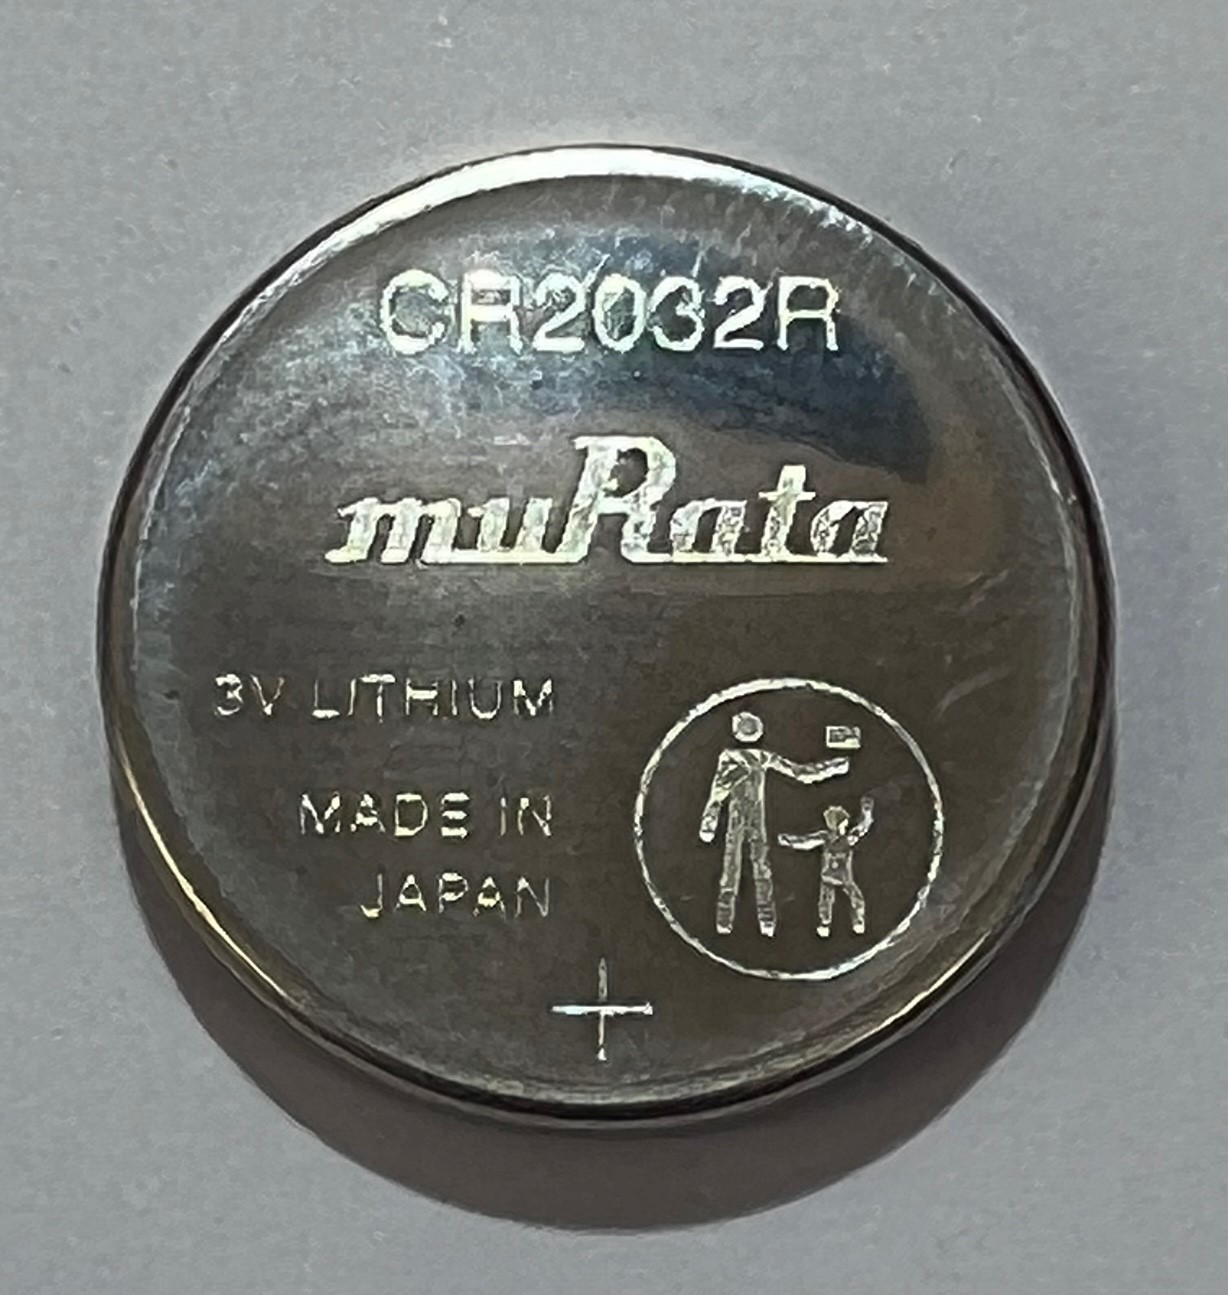 CR2032R
muRata
3V LITHIUM
MADE IN
JAPAN
+